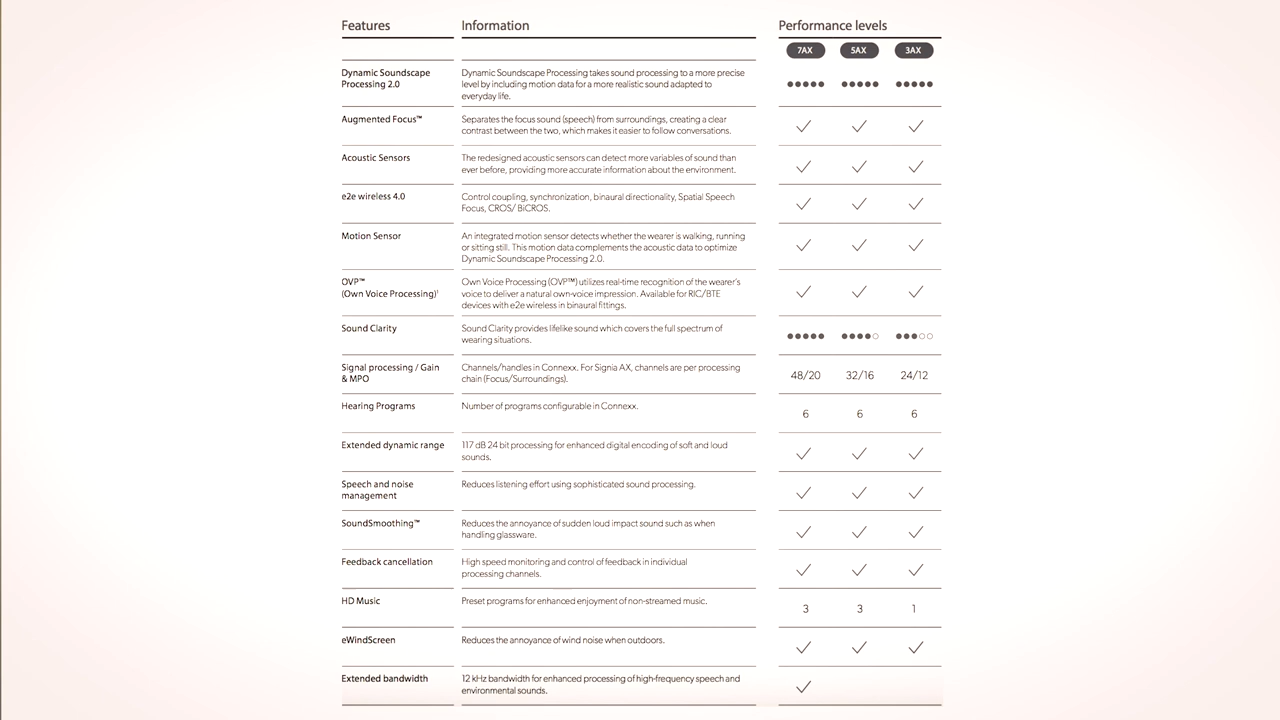 Features Information Performance levels
7AX 5AX 3AX
Dynamic Soundscape
Processing 2.0
Dynamic Soundscape Processing takes sound processing to a more precise
level by including motion data for a more realistic sound adapted to
everyday life.
Augmented Focus™
Separates the focus sound (speech) from surroundings, creating a clear
contrast between the two, which makes it easier to follow conversations.
Acoustic Sensors
The redesigned acoustic sensors can detect more variables of sound than
ever before, providing more accurate information about the environment.
e2e wireless 4.0
Control coupling, synchronization, binaural directionality, Spatial Speech
Focus, CROS/ BiCROS.
Motion Sensor
An integrated motion sensor detects whether the wearer is walking, running
or sitting still. This motion data complements the acoustic data to optimize
Dynamic Soundscape Processing 2.0.
OVP™
(Own Voice Processing)¹
Own Voice Processing (OVP™) utilizes real-time recognition of the wearer's
voice to deliver a natural own-voice impression. Available for RIC/BTE
devices with e2e wireless in binaural fittings.
Sound Clarity
Sound Clarity provides lifelike sound which covers the full spectrum of
wearing situations.
Signal processing / Gain
& MPO
Channels/handles in Connexx. For Signia AX, channels are per processing
chain (Focus/Surroundings).
48/20 32/16 24/12
Hearing Programs
Number of programs configurable in Connexx.
6 6 6
Extended dynamic range
117 dB 24 bit processing for enhanced digital encoding of soft and loud
sounds.
Speech and noise
management
Reduces listening effort using sophisticated sound processing.
SoundSmoothing™
Reduces the annoyance of sudden loud impact sound such as when
handling glassware.
Feedback cancellation
High speed monitoring and control of feedback in individual
processing channels.
HD Music
Preset programs for enhanced enjoyment of non-streamed music.
3 3 1
eWindScreen
Reduces the annoyance of wind noise when outdoors.
Extended bandwidth
12 kHz bandwidth for enhanced processing of high-frequency speech and
environmental sounds.